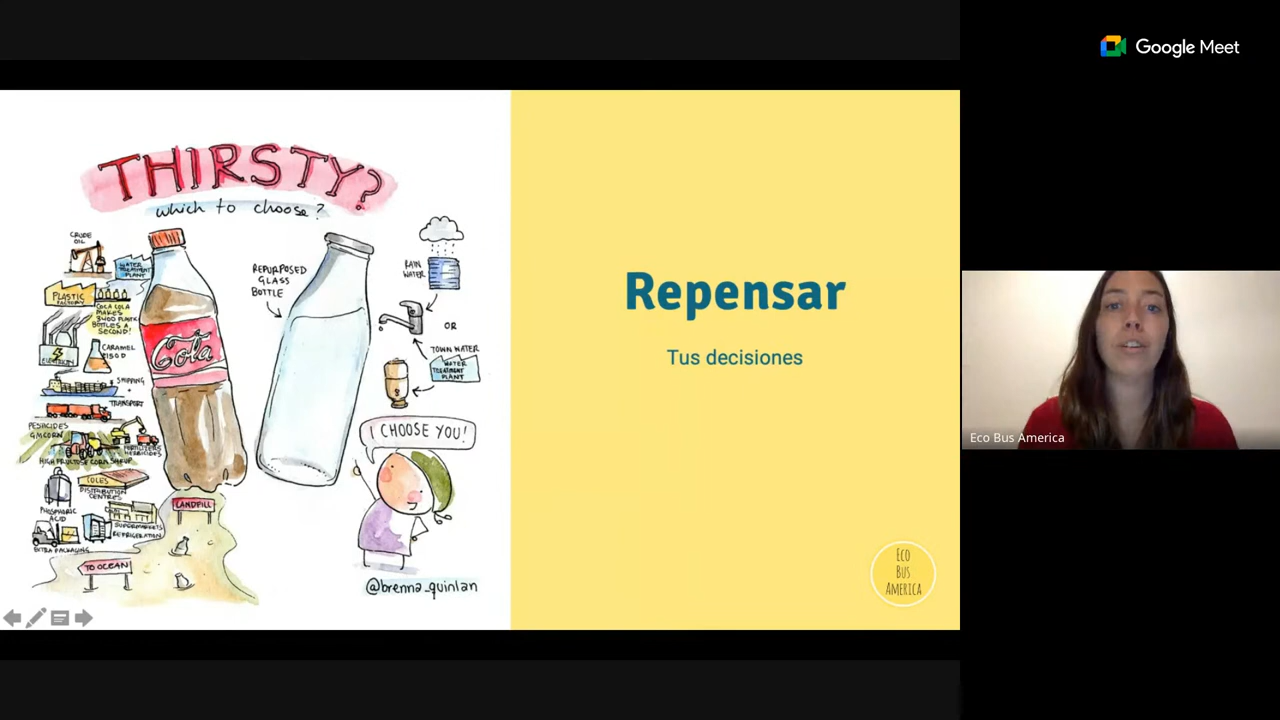 Google Meet
THIRSTY?
which to choose?
CRUDE
OIL
WATER
TREATMENT
PLANT
PLASTIC
FACTORY
COCA COLA
MAKES
3400 PLASTIC
BOTTLES A
SECOND!
ELECTRICITY
CARAMEL
E150D
SHIPPING
+
TRANSPORT
PESTICIDES
GM CORN
FERTILIZERS
HERBICIDES
HIGH FRUCTOSE CORN SYRUP
COLES
DISTRIBUTION
CENTRES
PHOSPHORIC
ACID
SUPERMARKETS
REFRIGERATION
EXTRA PACKAGING
TO OCEAN
LANDFILL
Cola
REPURPOSED
GLASS
BOTTLE
RAIN
WATER
OR
TOWN WATER
WATER
TREATMENT
PLANT
I CHOOSE YOU!
@brenna_quinlan
Repensar
Tus decisiones
ECO
BUS
AMERICA
Eco Bus America